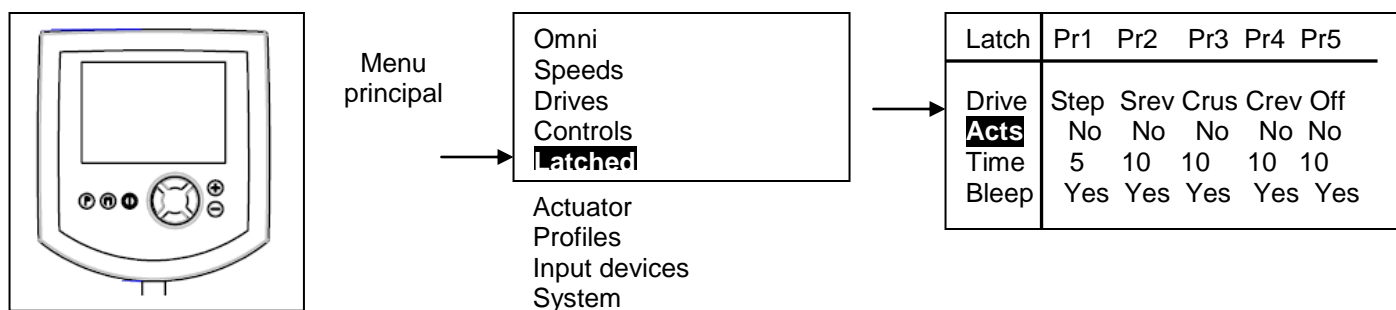 Menu
principal
Omni
Speeds
Drives
Controls
Latched
Actuator
Profiles
Input devices
System
Latch Pr1 Pr2 Pr3 Pr4 Pr5
Drive Step Srev Crus Crev Off
Acts No No No No No
Time 5 10 10 10 10
Bleep Yes Yes Yes Yes Yes